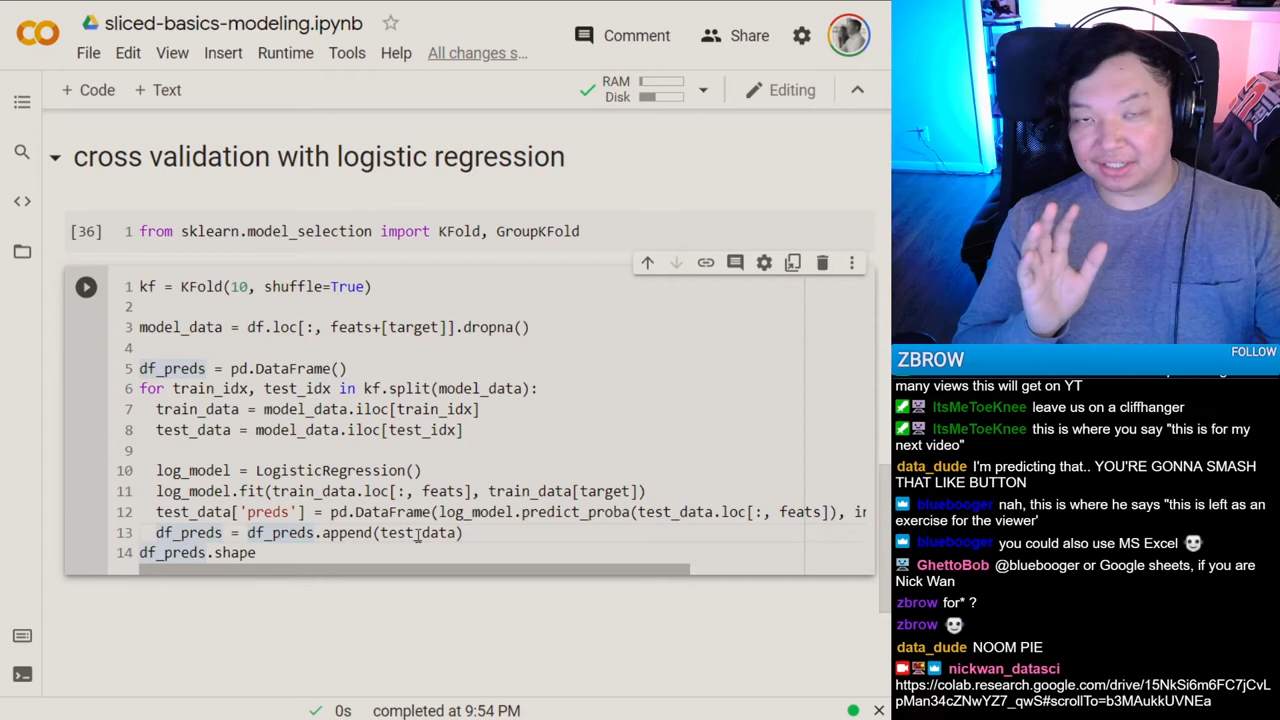 sliced-basics-modeling.ipynb
File Edit View Insert Runtime Tools Help All changes s…
Comment Share
+ Code + Text
RAM
Disk
Editing
cross validation with logistic regression
[36] 1 from sklearn.model_selection import KFold, GroupKFold
1 kf = KFold(10, shuffle=True)
2
3 model_data = df.loc[:, feats+[target]].dropna()
4
5 df_preds = pd.DataFrame()
6 for train_idx, test_idx in kf.split(model_data):
7 train_data = model_data.iloc[train_idx]
8 test_data = model_data.iloc[test_idx]
9
10 log_model = LogisticRegression()
11 log_model.fit(train_data.loc[:, feats], train_data[target])
12 test_data['preds'] = pd.DataFrame(log_model.predict_proba(test_data.loc[:, feats]), in
13 df_preds = df_preds.append(test_data)
14 df_preds.shape
0s completed at 9:54 PM
ZBROW
FOLLOW
many views this will get on YT
ItsMeToeKnee leave us on a cliffhanger
ItsMeToeKnee this is where you say "this is for my
next video"
data_dude I'm predicting that.. YOU'RE GONNA SMASH
THAT LIKE BUTTON
bluebooger nah, this is where he says "this is left as an
exercise for the viewer'
bluebooger you could also use MS Excel
GhettoBob @bluebooger or Google sheets, if you are
Nick Wan
zbrow for* ?
zbrow
data_dude NOOM PIE
nickwan_datasci
https://colab.research.google.com/drive/15NkSi6m6FC7jCvL
pMan34cZNwYZ7_qwS#scrollTo=b3MAukkUVNEa